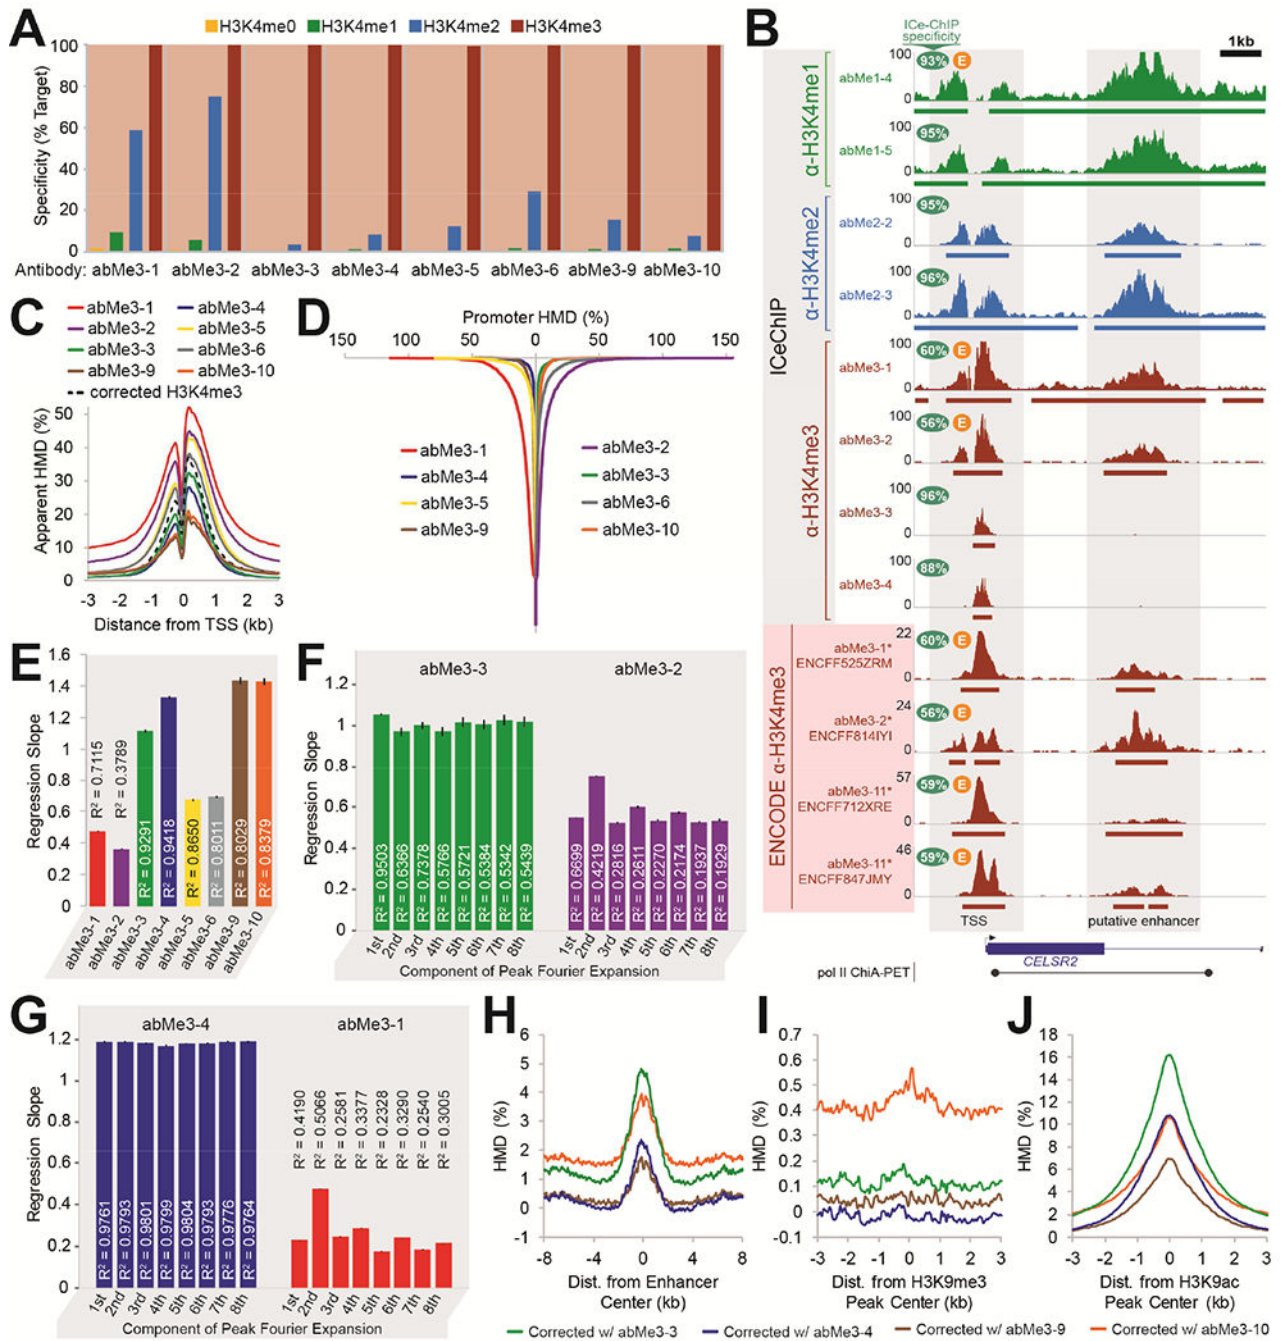 A
H3K4me0 H3K4me1 H3K4me2 H3K4me3
Specificity (% Target)
100
80
60
40
20
0
Antibody: abMe3-1 abMe3-2 abMe3-3 abMe3-4 abMe3-5 abMe3-6 abMe3-9 abMe3-10
B
ICe-ChIP
specificity
1kb
ICeChIP
α-H3K4me1
abMe1-4
100
0
93% E
abMe1-5
100
0
95%
α-H3K4me2
abMe2-2
100
0
95%
abMe2-3
100
0
96%
α-H3K4me3
abMe3-1
100
0
60% E
abMe3-2
100
0
56% E
abMe3-3
100
0
96%
abMe3-4
100
0
88%
ENCODE α-H3K4me3
abMe3-1*
ENCFF525ZRM
22
0
60% E
abMe3-2*
ENCFF814IYI
24
0
56% E
abMe3-11*
ENCFF712XRE
57
0
59% E
abMe3-11*
ENCFF847JMY
46
0
59% E
TSS putative enhancer
CELSR2
pol II ChiA-PET
C
abMe3-1 abMe3-4
abMe3-2 abMe3-5
abMe3-3 abMe3-6
abMe3-9 abMe3-10
corrected H3K4me3
Apparent HMD (%)
50
40
30
20
10
0
-3 -2 -1 0 1 2 3
Distance from TSS (kb)
D
Promoter HMD (%)
150 100 50 0 50 100 150
abMe3-1 abMe3-2
abMe3-4 abMe3-3
abMe3-5 abMe3-6
abMe3-9 abMe3-10
E
Regression Slope
1.6
1.4
1.2
1
0.8
0.6
0.4
0.2
0
R² = 0.7115
R² = 0.3789
R² = 0.9291
R² = 0.9418
R² = 0.8650
R² = 0.8011
R² = 0.8029
R² = 0.8379
abMe3-1
abMe3-2
abMe3-3
abMe3-4
abMe3-5
abMe3-6
abMe3-9
abMe3-10
F
abMe3-3 abMe3-2
Regression Slope
1.2
1
0.8
0.6
0.4
0.2
0
R² = 0.9503
R² = 0.6366
R² = 0.7378
R² = 0.5766
R² = 0.5721
R² = 0.5384
R² = 0.5342
R² = 0.5439
R² = 0.6699
R² = 0.4219
R² = 0.2816
R² = 0.2611
R² = 0.2270
R² = 0.2174
R² = 0.1937
R² = 0.1929
1st 2nd 3rd 4th 5th 6th 7th 8th 1st 2nd 3rd 4th 5th 6th 7th 8th
Component of Peak Fourier Expansion
G
abMe3-4 abMe3-1
Regression Slope
1.2
1
0.8
0.6
0.4
0.2
0
R² = 0.9761
R² = 0.9793
R² = 0.9801
R² = 0.9799
R² = 0.9804
R² = 0.9793
R² = 0.9776
R² = 0.9764
R² = 0.4190
R² = 0.5066
R² = 0.2581
R² = 0.3377
R² = 0.2328
R² = 0.3290
R² = 0.2540
R² = 0.3005
1st 2nd 3rd 4th 5th 6th 7th 8th 1st 2nd 3rd 4th 5th 6th 7th 8th
Component of Peak Fourier Expansion
H
HMD (%)
6
5
4
3
2
1
0
-1
-8 -4 0 4 8
Dist. from Enhancer
Center (kb)
I
HMD (%)
0.7
0.6
0.5
0.4
0.3
0.2
0.1
0
-0.1
-3 -2 -1 0 1 2 3
Dist. from H3K9me3
Peak Center (kb)
J
HMD (%)
18
16
14
12
10
8
6
4
2
0
-3 -2 -1 0 1 2 3
Dist. from H3K9ac
Peak Center (kb)
Corrected w/ abMe3-3 Corrected w/ abMe3-4 Corrected w/ abMe3-9 Corrected w/ abMe3-10